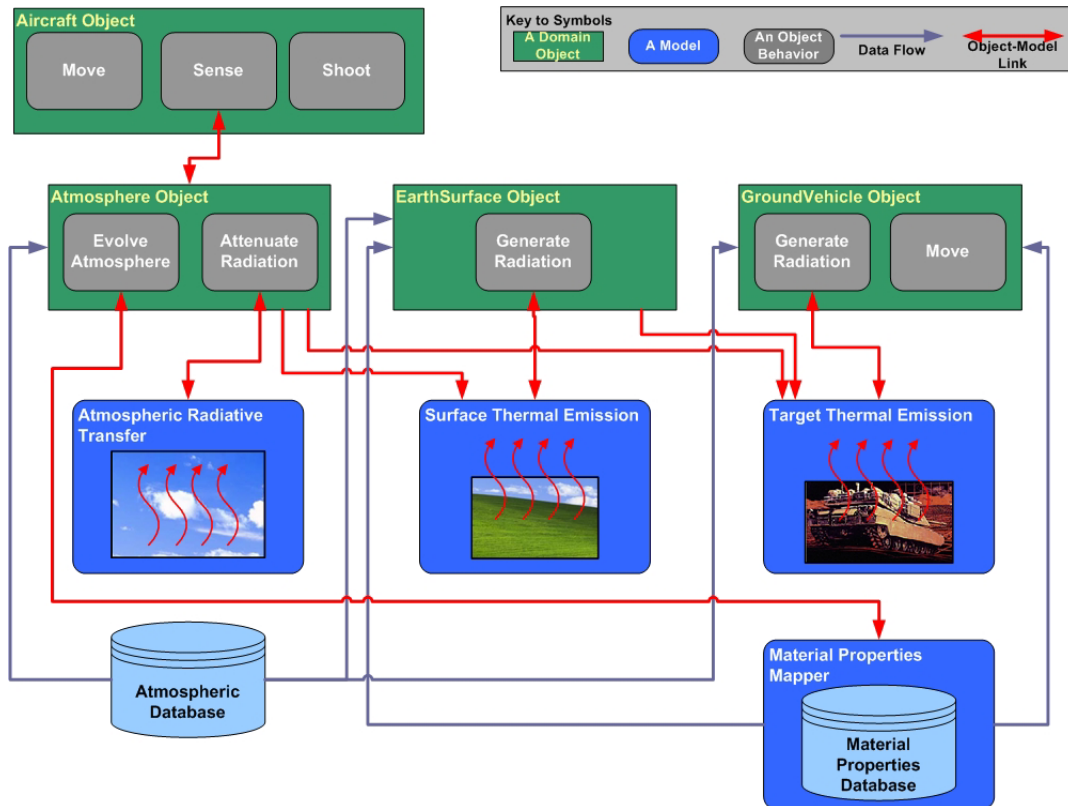 Aircraft Object
Move
Sense
Shoot
Key to Symbols
A Domain
Object
A Model
An Object
Behavior
Data Flow
Object-Model
Link
Atmosphere Object
Evolve
Atmosphere
Attenuate
Radiation
EarthSurface Object
Generate
Radiation
GroundVehicle Object
Generate
Radiation
Move
Atmospheric Radiative
Transfer
Surface Thermal Emission
Target Thermal Emission
Atmospheric
Database
Material Properties
Mapper
Material
Properties
Database